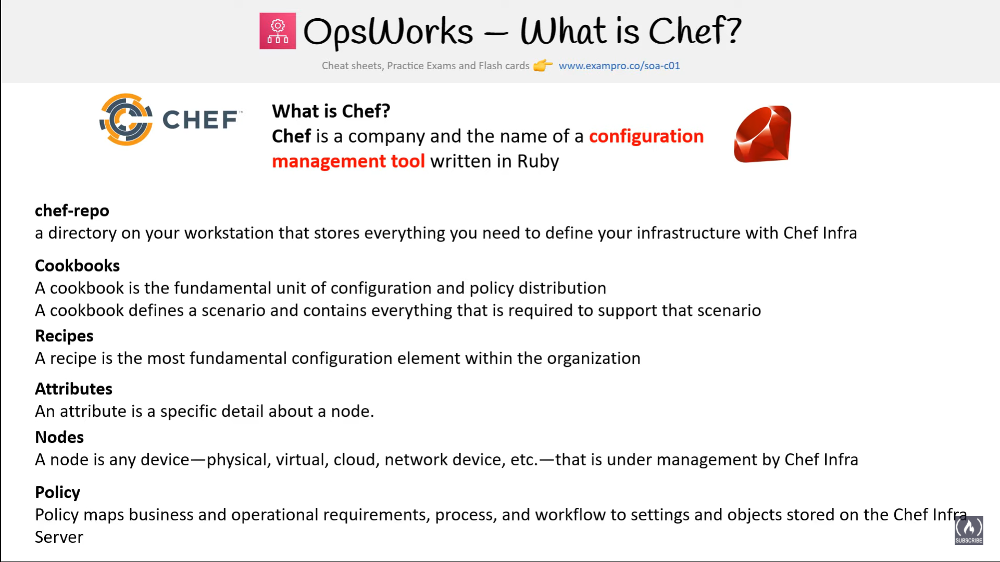 OpsWorks – What is Chef?
Cheat sheets, Practice Exams and Flash cards 👉 www.exampro.co/soa-c01
CHEF™
What is Chef?
Chef is a company and the name of a configuration
management tool written in Ruby
chef-repo
a directory on your workstation that stores everything you need to define your infrastructure with Chef Infra
Cookbooks
A cookbook is the fundamental unit of configuration and policy distribution
A cookbook defines a scenario and contains everything that is required to support that scenario
Recipes
A recipe is the most fundamental configuration element within the organization
Attributes
An attribute is a specific detail about a node.
Nodes
A node is any device—physical, virtual, cloud, network device, etc.—that is under management by Chef Infra
Policy
Policy maps business and operational requirements, process, and workflow to settings and objects stored on the Chef Infra
Server
SUBSCRIBE